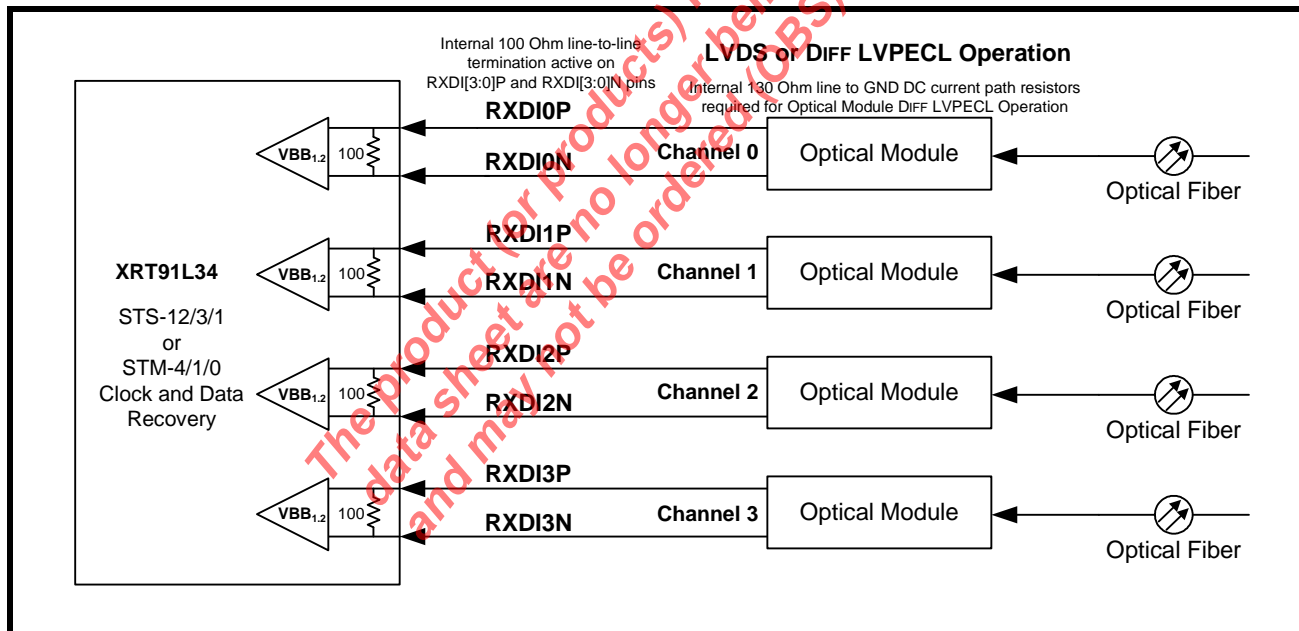 Internal 100 Ohm line-to-line
termination active on
RXDI[3:0]P and RXDI[3:0]N pins
LVDS or DIFF LVPECL Operation
Internal 130 Ohm line to GND DC current path resistors
required for Optical Module DIFF LVPECL Operation
XRT91L34
STS-12/3/1
or
STM-4/1/0
Clock and Data
Recovery
VBB1.2
100
RXDI0P
RXDI0N
Channel 0
Optical Module
Optical Fiber
VBB1.2
100
RXDI1P
RXDI1N
Channel 1
Optical Module
Optical Fiber
VBB1.2
100
RXDI2P
RXDI2N
Channel 2
Optical Module
Optical Fiber
VBB1.2
100
RXDI3P
RXDI3N
Channel 3
Optical Module
Optical Fiber
The product (or products)
data sheet are no longer
and may not be ordered (OBS)